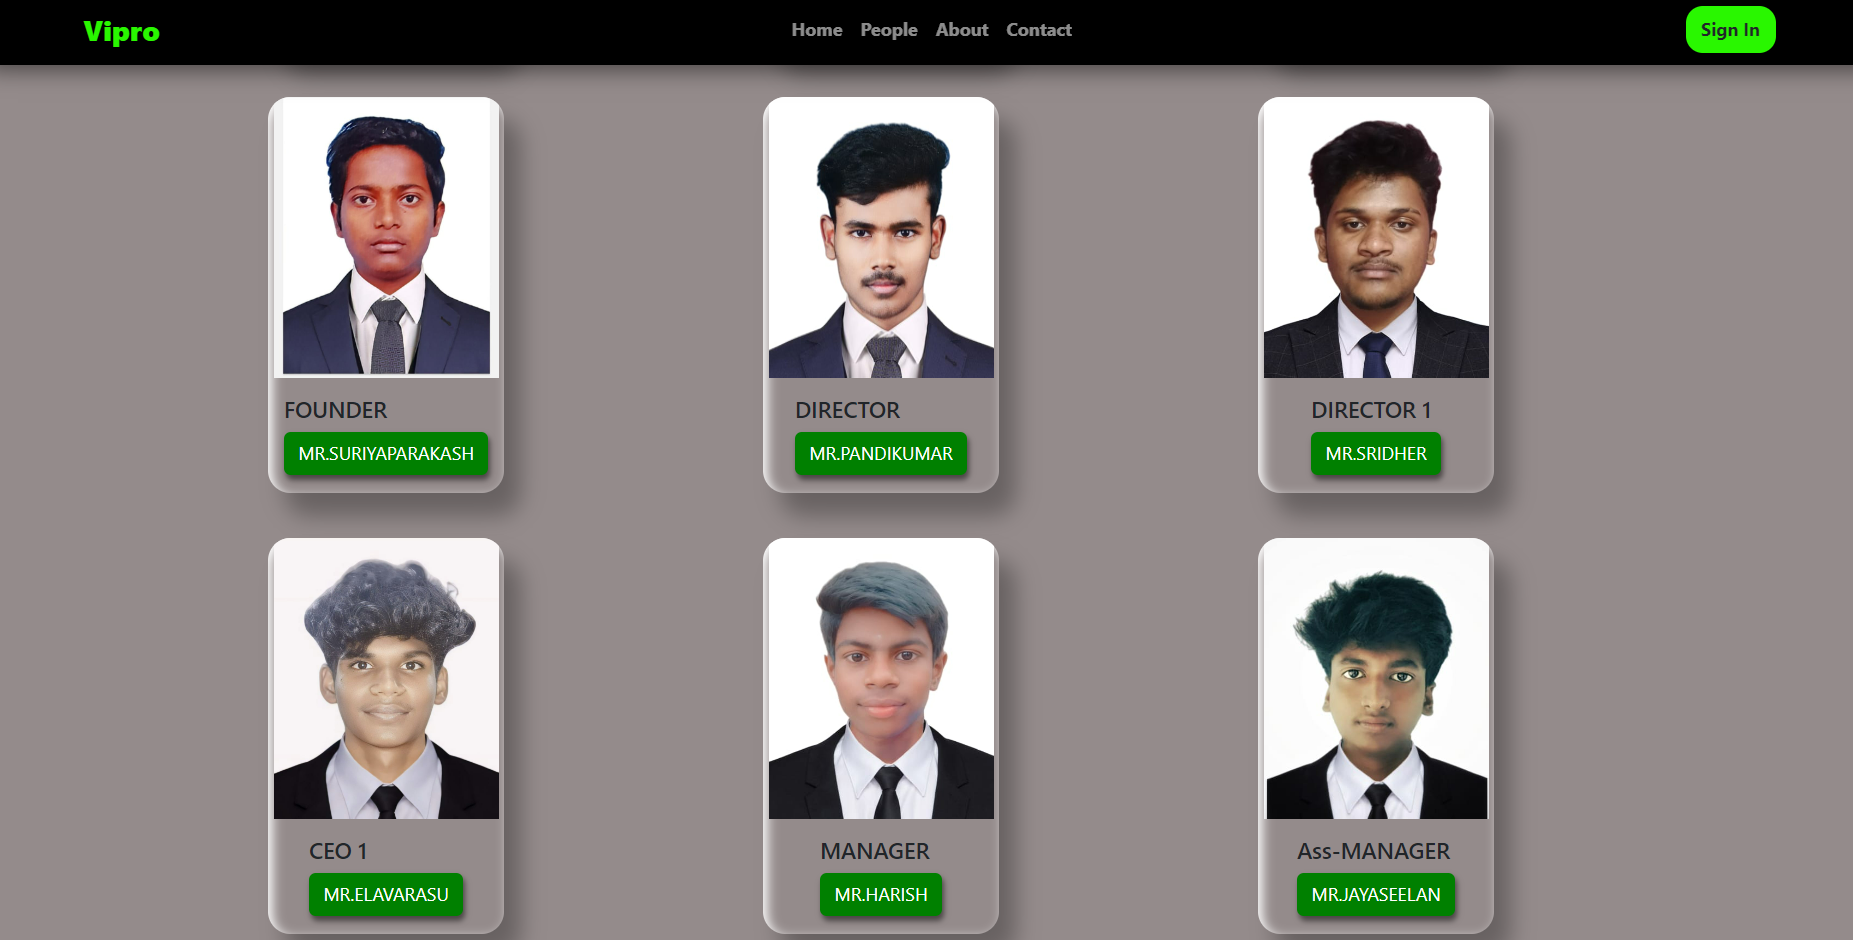 Vipro
Home People About Contact
Sign In
FOUNDER
MR.SURIYAPARAKASH
DIRECTOR
MR.PANDIKUMAR
DIRECTOR 1
MR.SRIDHER
CEO 1
MR.ELAVARASU
MANAGER
MR.HARISH
Ass-MANAGER
MR.JAYASEELAN